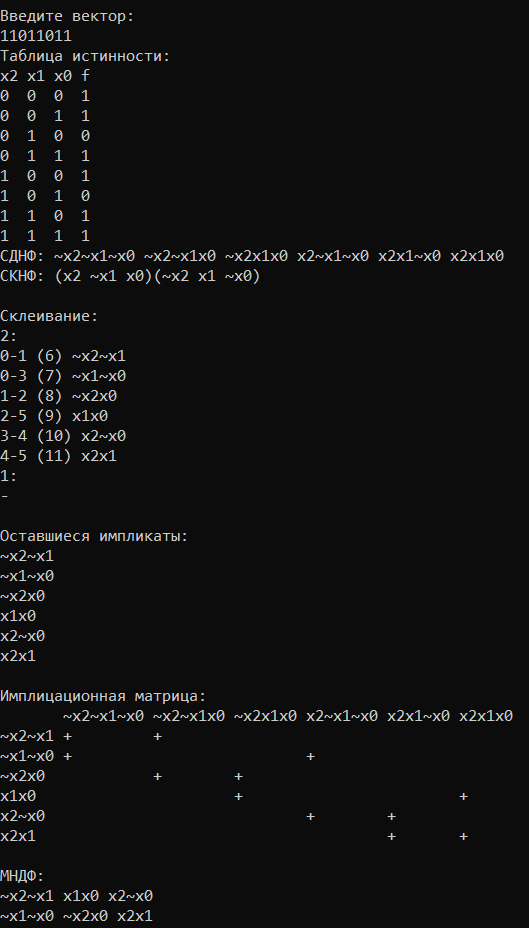 Введите вектор:
11011011
Таблица истинности:
x2 x1 x0 f
0  0  0  1
0  0  1  1
0  1  0  0
0  1  1  1
1  0  0  1
1  0  1  0
1  1  0  1
1  1  1  1
СДНФ: ~x2~x1~x0 ~x2~x1x0 ~x2x1x0 x2~x1~x0 x2x1~x0 x2x1x0
СКНФ: (x2 ~x1 x0)(~x2 x1 ~x0)
Склеивание:
2:
0-1 (6) ~x2~x1
0-3 (7) ~x1~x0
1-2 (8) ~x2x0
2-5 (9) x1x0
3-4 (10) x2~x0
4-5 (11) x2x1
1:
-
Оставшиеся импликаты:
~x2~x1
~x1~x0
~x2x0
x1x0
x2~x0
x2x1
Импликационная матрица:
       ~x2~x1~x0 ~x2~x1x0 ~x2x1x0 x2~x1~x0 x2x1~x0 x2x1x0
~x2~x1 +         +
~x1~x0 +                          +
~x2x0            +        +
x1x0                      +                        +
x2~x0                             +        +
x2x1                                       +       +
МНДФ:
~x2~x1 x1x0 x2~x0
~x1~x0 ~x2x0 x2x1